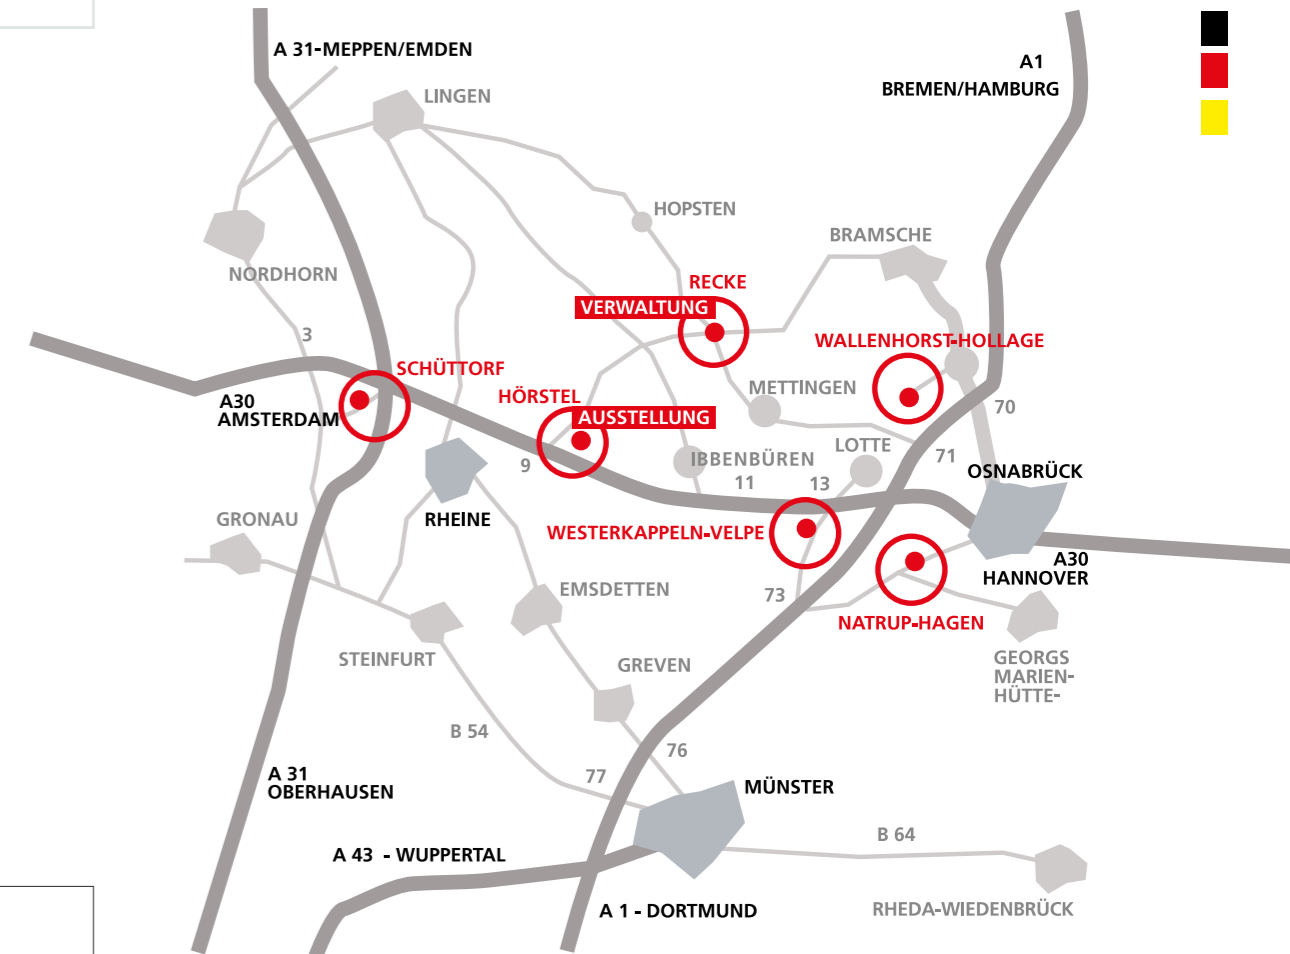 A 31-MEPPEN/EMDEN
A1
BREMEN/HAMBURG
LINGEN
HOPSTEN
BRAMSCHE
NORDHORN
RECKE
VERWALTUNG
3
WALLENHORST-HOLLAGE
SCHÜTTORF
HÖRSTEL
METTINGEN
A30
AMSTERDAM
AUSSTELLUNG
70
LOTTE
9
IBBENBÜREN
71
11
13
OSNABRÜCK
GRONAU
RHEINE
WESTERKAPPELN-VELPE
A30
HANNOVER
EMSDETTEN
73
NATRUP-HAGEN
STEINFURT
GREVEN
GEORGS
MARIEN-
HÜTTE-
B 54
76
77
A 31
OBERHAUSEN
MÜNSTER
B 64
A 43 - WUPPERTAL
A 1 - DORTMUND
RHEDA-WIEDENBRÜCK